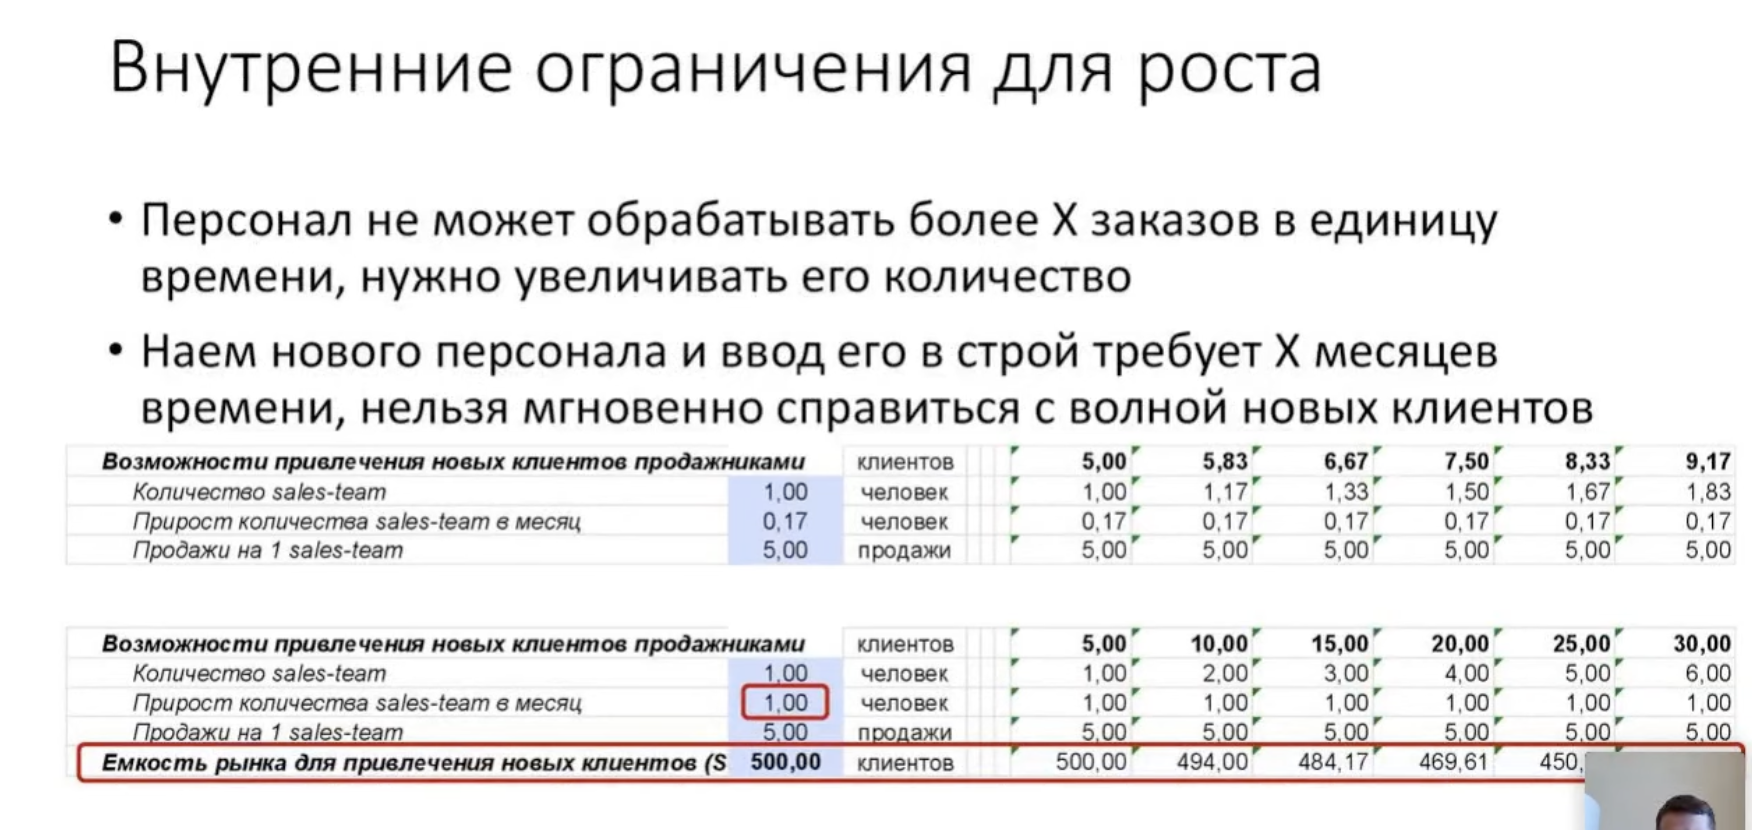 Внутренние ограничения для роста
• Персонал не может обрабатывать более X заказов в единицу
времени, нужно увеличивать его количество
• Наем нового персонала и ввод его в строй требует X месяцев
времени, нельзя мгновенно справиться с волной новых клиентов
Возможности привлечения новых клиентов продажниками клиентов 5,00 5,83 6,67 7,50 8,33 9,17
Количество sales-team 1,00 человек 1,00 1,17 1,33 1,50 1,67 1,83
Прирост количества sales-team в месяц 0,17 человек 0,17 0,17 0,17 0,17 0,17 0,17
Продажи на 1 sales-team 5,00 продажи 5,00 5,00 5,00 5,00 5,00 5,00
Возможности привлечения новых клиентов продажниками клиентов 5,00 10,00 15,00 20,00 25,00 30,00
Количество sales-team 1,00 человек 1,00 2,00 3,00 4,00 5,00 6,00
Прирост количества sales-team в месяц 1,00 человек 1,00 1,00 1,00 1,00 1,00 1,00
Продажи на 1 sales-team 5,00 продажи 5,00 5,00 5,00 5,00 5,00 5,00
Емкость рынка для привлечения новых клиентов (S 500,00 клиентов 500,00 494,00 484,17 469,61 450,